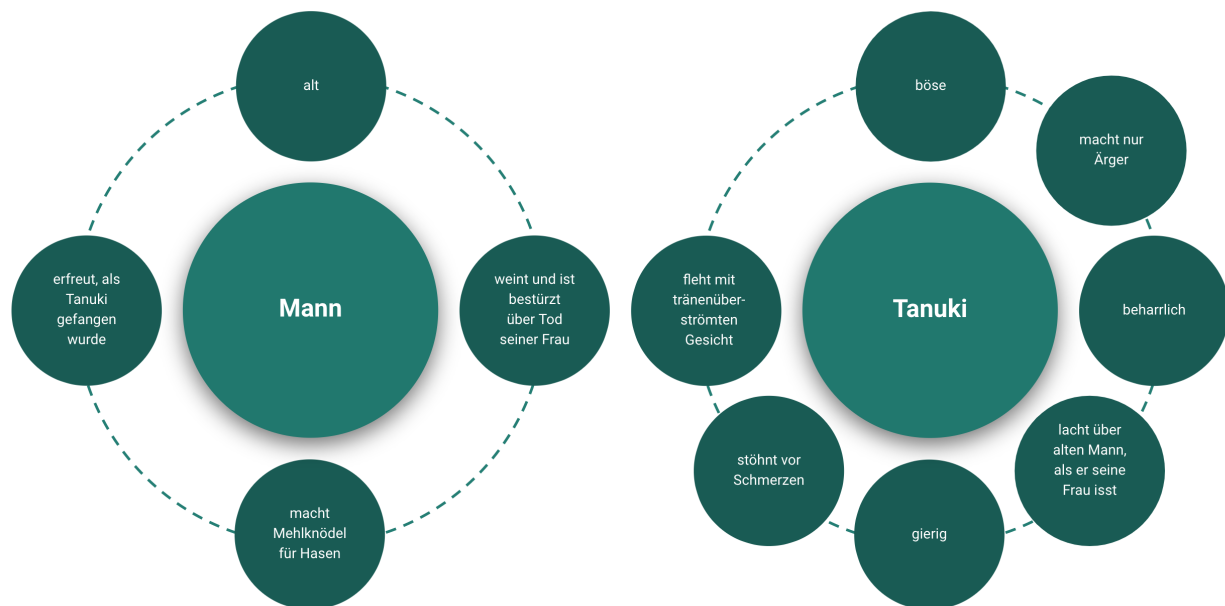 alt
erfreut, als
Tanuki
gefangen
wurde
Mann
weint und ist
bestürzt
über Tod
seiner Frau
macht
Mehlknödel
für Hasen
böse
macht nur
Ärger
fleht mit
tränenüber-
strömten
Gesicht
Tanuki
beharrlich
stöhnt vor
Schmerzen
lacht über
alten Mann,
als er seine
Frau isst
gierig